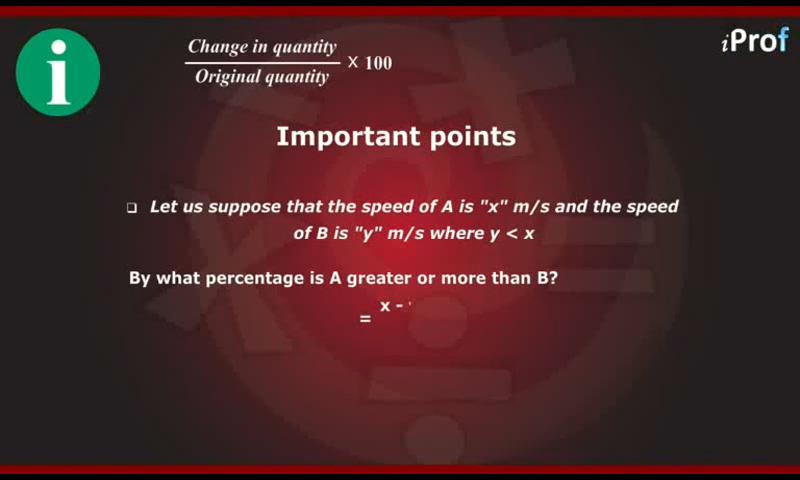 i
Change in quantity
Original quantity
× 100
iProf
Important points
❑ Let us suppose that the speed of A is "x" m/s and the speed
of B is "y" m/s where y < x
By what percentage is A greater or more than B?
x -
=